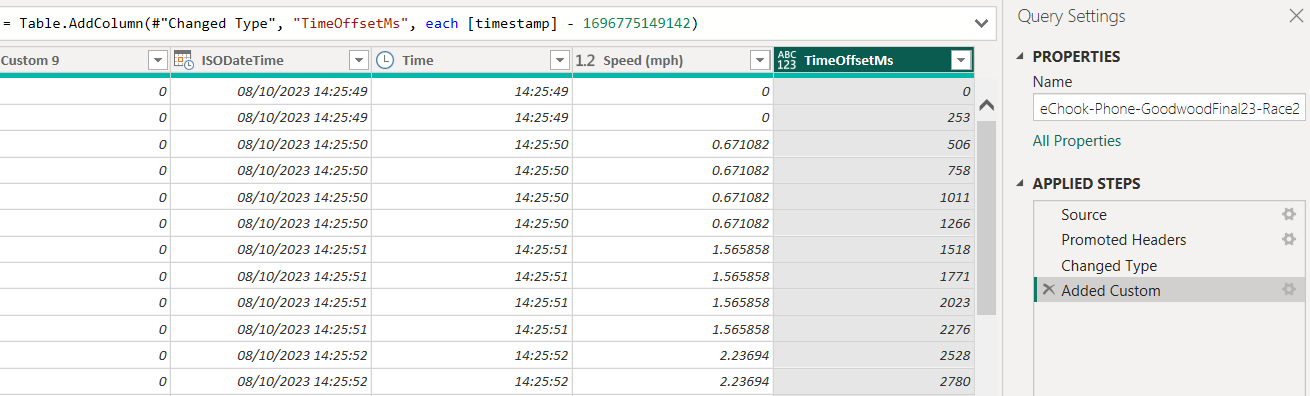 = Table.AddColumn(#"Changed Type", "TimeOffsetMs", each [timestamp] - 1696775149142)
Custom 9 ISODateTime Time 1.2 Speed (mph) ABC 123 TimeOffsetMs
0 08/10/2023 14:25:49 14:25:49 0 0
0 08/10/2023 14:25:49 14:25:49 0 253
0 08/10/2023 14:25:50 14:25:50 0.671082 506
0 08/10/2023 14:25:50 14:25:50 0.671082 758
0 08/10/2023 14:25:50 14:25:50 0.671082 1011
0 08/10/2023 14:25:50 14:25:50 0.671082 1266
0 08/10/2023 14:25:51 14:25:51 1.565858 1518
0 08/10/2023 14:25:51 14:25:51 1.565858 1771
0 08/10/2023 14:25:51 14:25:51 1.565858 2023
0 08/10/2023 14:25:51 14:25:51 1.565858 2276
0 08/10/2023 14:25:52 14:25:52 2.23694 2528
0 08/10/2023 14:25:52 14:25:52 2.23694 2780
Query Settings
PROPERTIES
Name
eChook-Phone-GoodwoodFinal23-Race2
All Properties
APPLIED STEPS
Source
Promoted Headers
Changed Type
Added Custom